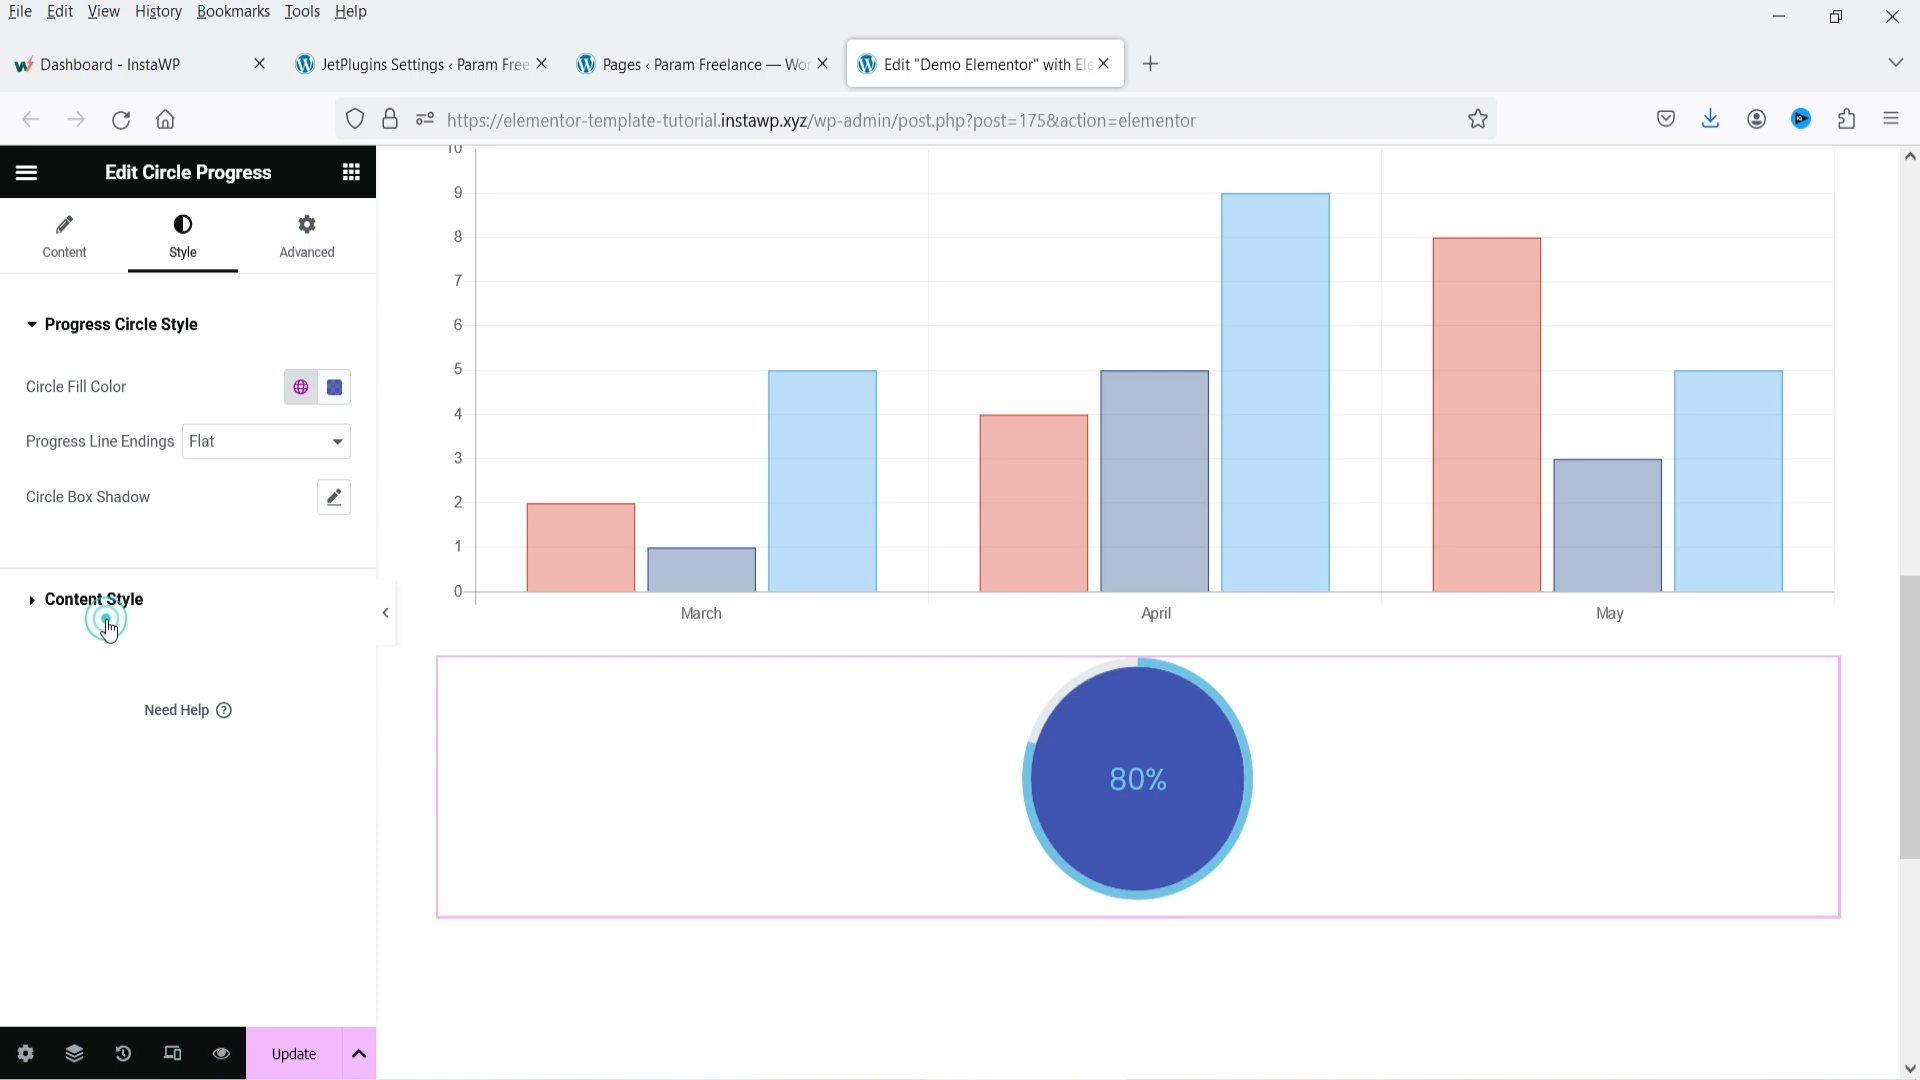 File Edit View History Bookmarks Tools Help
Dashboard - InstaWP
JetPlugins Settings ‹ Param Free
Pages ‹ Param Freelance — Wor
Edit "Demo Elementor" with Ele
https://elementor-template-tutorial.instawp.xyz/wp-admin/post.php?post=175&action=elementor
Edit Circle Progress
Content Style Advanced
Progress Circle Style
Circle Fill Color
Progress Line Endings Flat
Circle Box Shadow
Content Style
Need Help ?
Update
10
9
8
7
6
5
4
3
2
1
0
March April May
80%